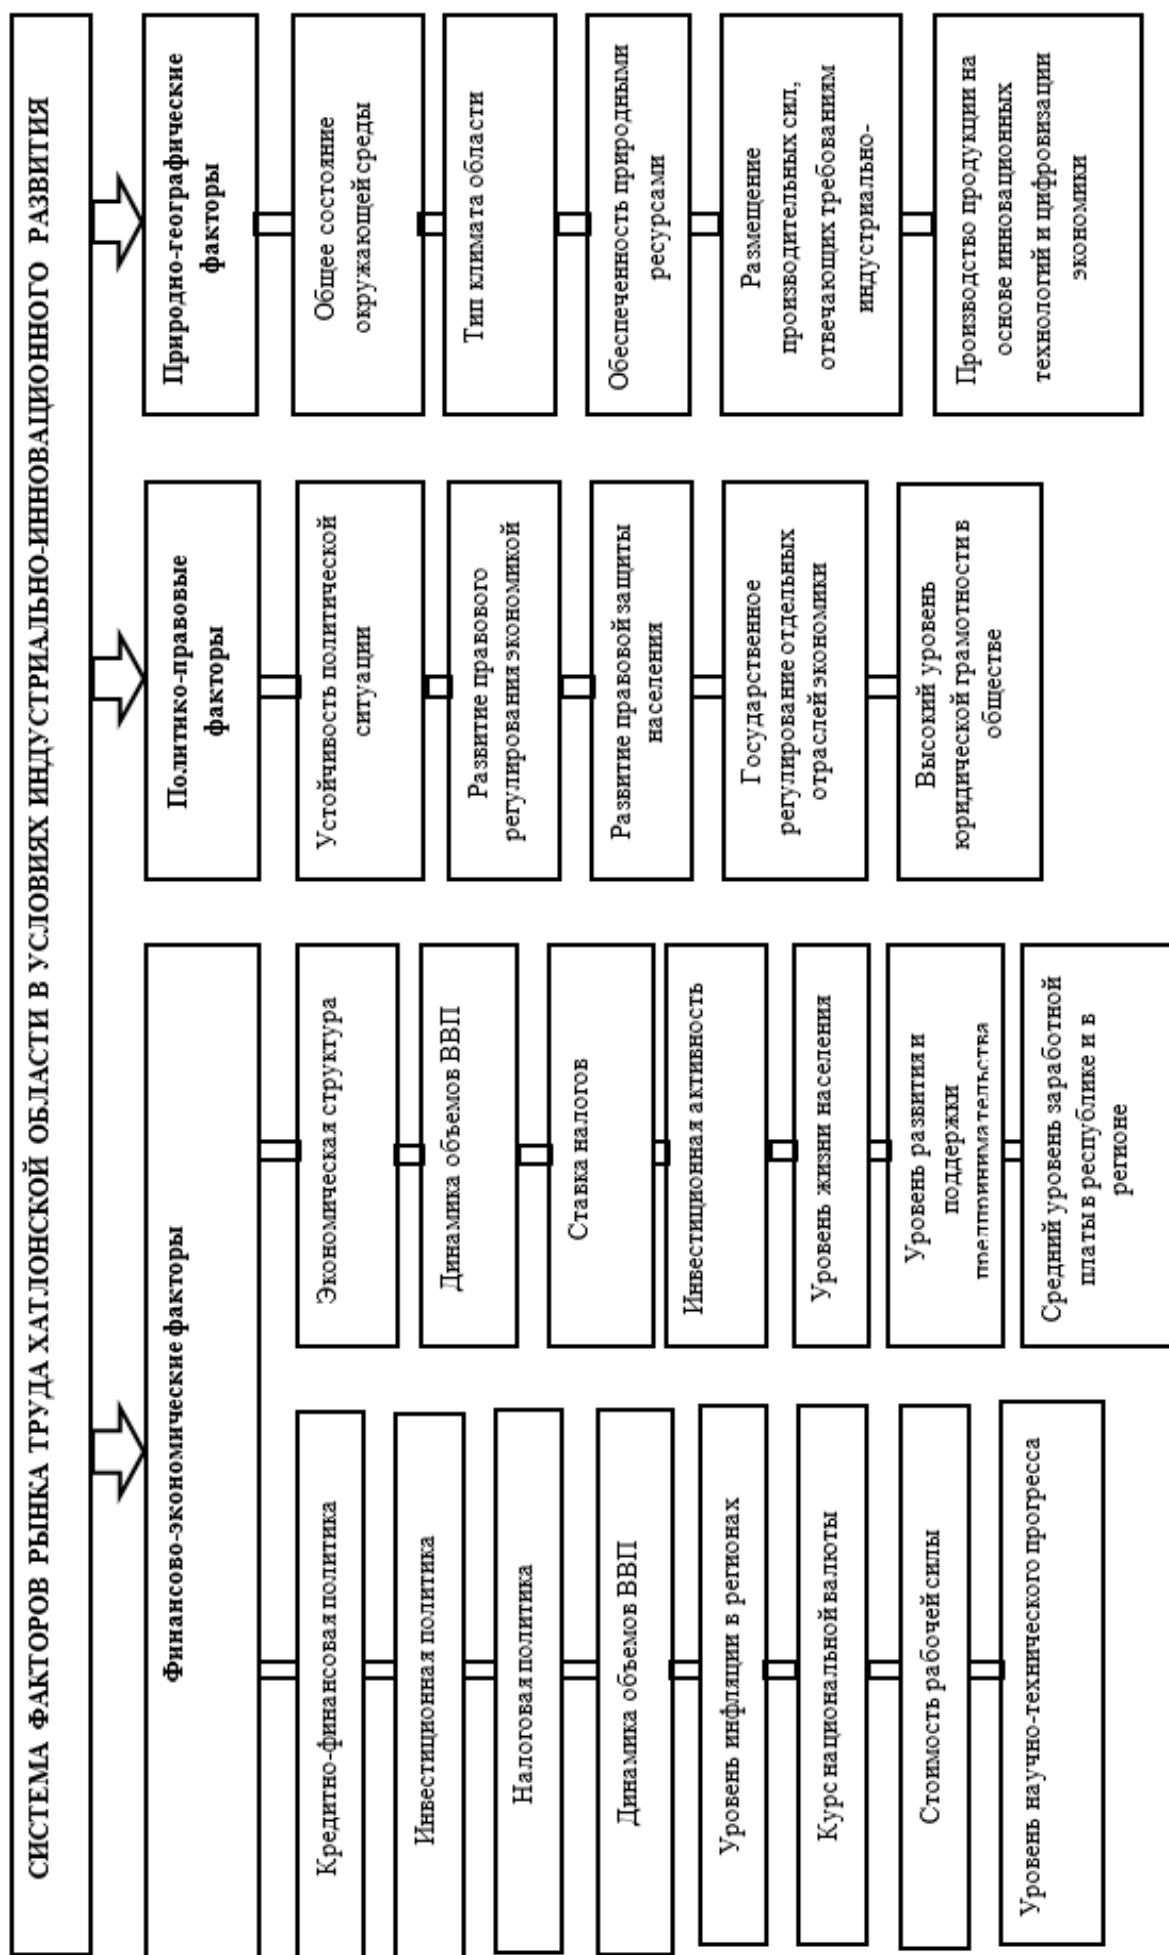 СИСТЕМА ФАКТОРОВ РЫНКА ТРУДА ХАТЛОНСКОЙ ОБЛАСТИ В УСЛОВИЯХ ИНДУСТРИАЛЬНО-ИННОВАЦИОННОГО РАЗВИТИЯ
Финансово-экономические факторы
Кредитно-финансовая политика
Инвестиционная политика
Налоговая политика
Динамика объемов ВВП
Уровень инфляции в регионах
Курс национальной валюты
Стоимость рабочей силы
Уровень научно-технического прогресса
Экономическая структура
Динамика объемов ВВП
Ставка налогов
Инвестиционная активность
Уровень жизни населения
Уровень развития и
поддержки
предпринимательства
Средний уровень заработной
платы в республике и в
регионе
Политико-правовые
факторы
Устойчивость политической
ситуации
Развитие правового
регулирования экономикой
Развитие правовой защиты
населения
Государственное
регулирование отдельных
отраслей экономики
Высокий уровень
юридической грамотности в
обществе
Природно-географические
факторы
Общее состояние
окружающей среды
Тип климата области
Обеспеченность природными
ресурсами
Размещение
производительных сил,
отвечающих требованиям
индустриально-
Производство продукции на
основе инновационных
технологий и цифровизации
экономики